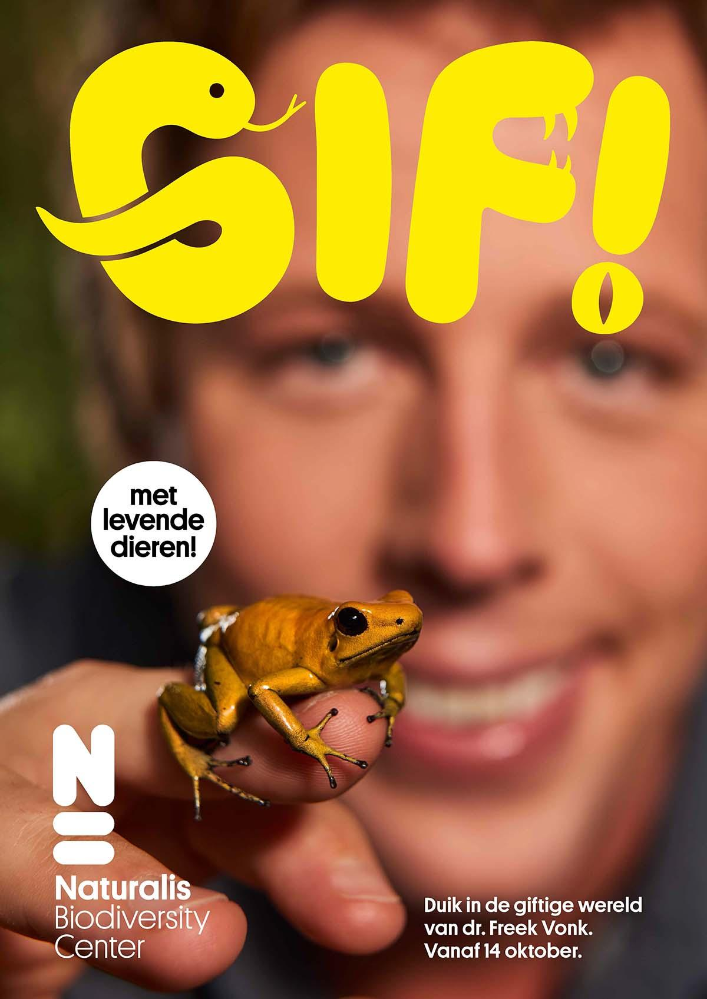 GIF!
met
levende
dieren!
N
Naturalis
Biodiversity
Center
Duik in de giftige wereld
van dr. Freek Vonk.
Vanaf 14 oktober.